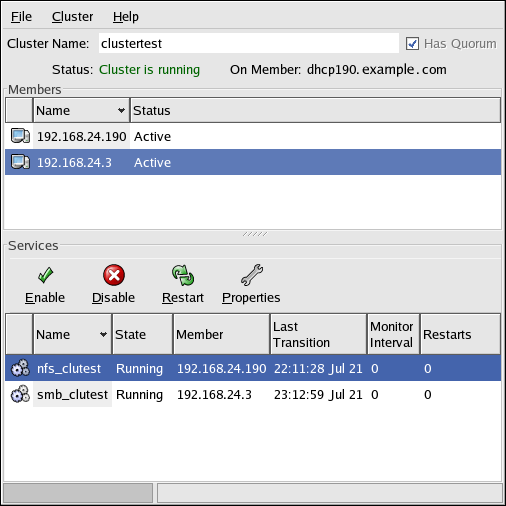 File Cluster Help
Cluster Name: clustertest Has Quorum
Status: Cluster is running On Member: dhcp190.example.com
Members
Name Status
192.168.24.190 Active
192.168.24.3 Active
Services
Enable Disable Restart Properties
Name State Member Last Transition Monitor Interval Restarts
nfs_clutest Running 192.168.24.190 22:11:28 Jul 21 0 0
smb_clutest Running 192.168.24.3 23:12:59 Jul 21 0 0